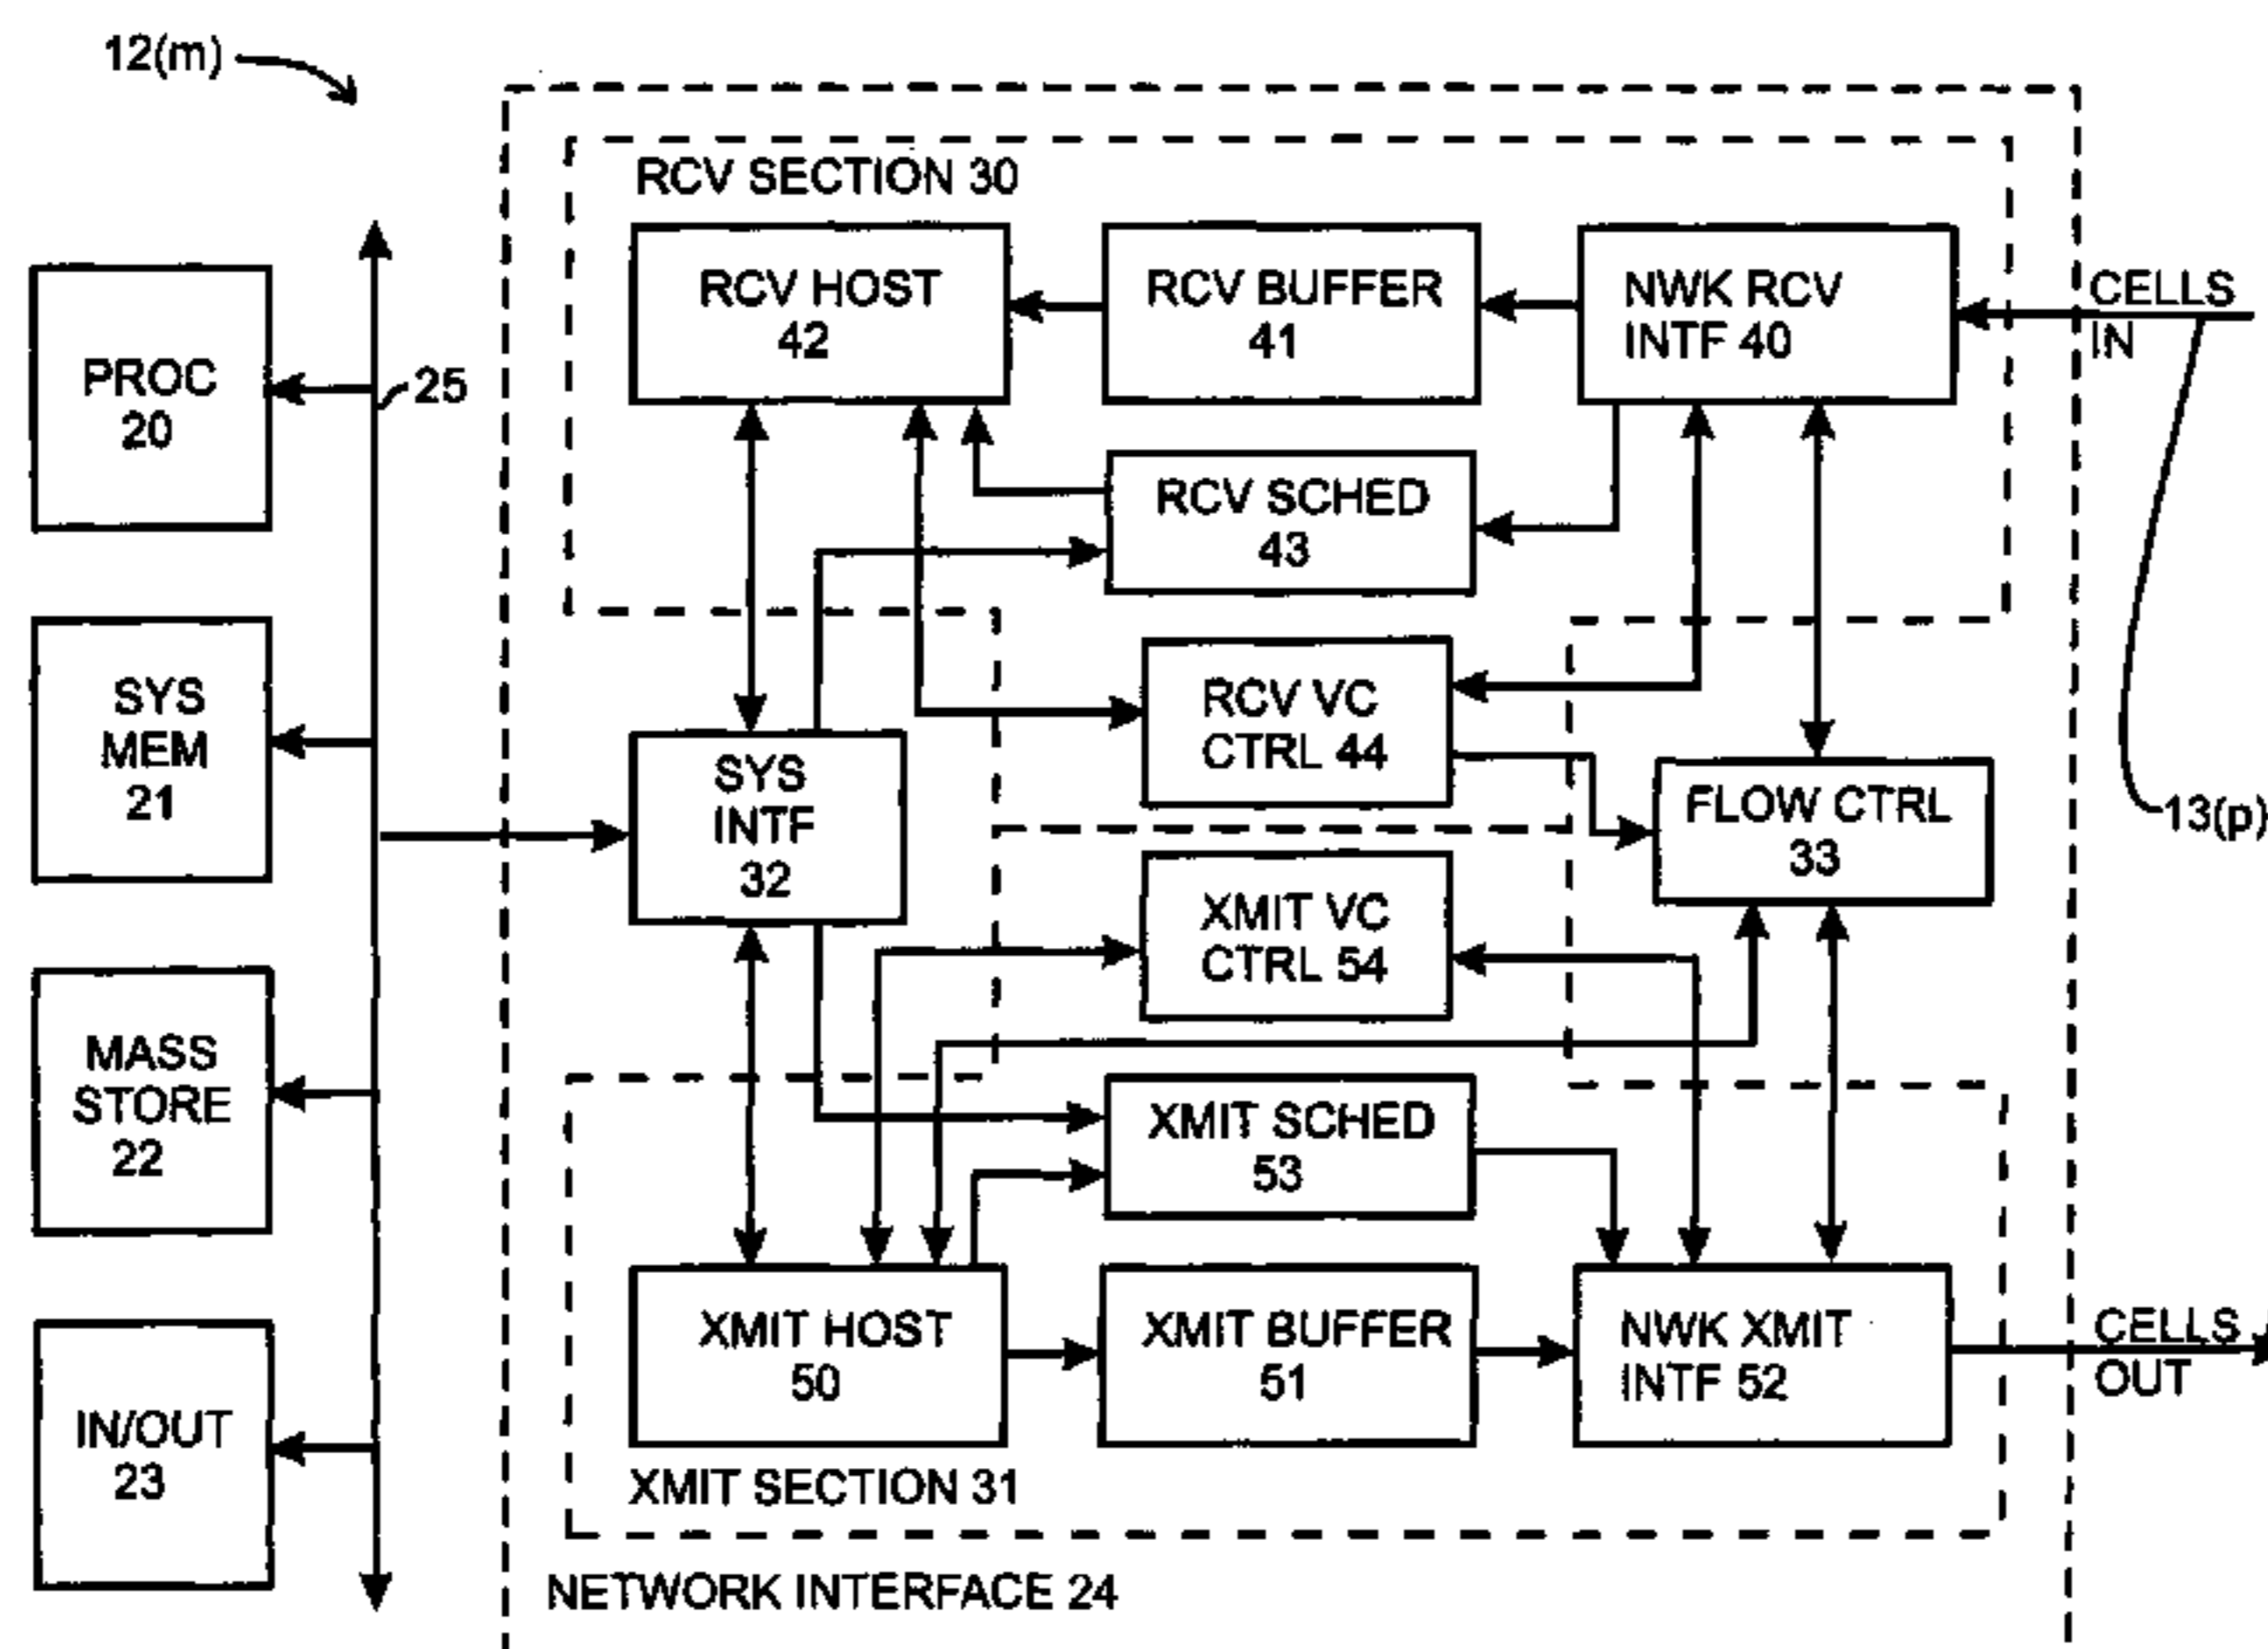 12(m)
RCV SECTION 30
RCV HOST
42
RCV BUFFER
41
NWK RCV
INTF 40
CELLS
IN
PROC
20
25
RCV SCHED
43
SYS
MEM
21
RCV VC
CTRL 44
SYS
INTF
32
FLOW CTRL
33
13(p)
XMIT VC
CTRL 54
MASS
STORE
22
XMIT SCHED
53
XMIT HOST
50
XMIT BUFFER
51
NWK XMIT
INTF 52
CELLS
OUT
IN/OUT
23
XMIT SECTION 31
NETWORK INTERFACE 24